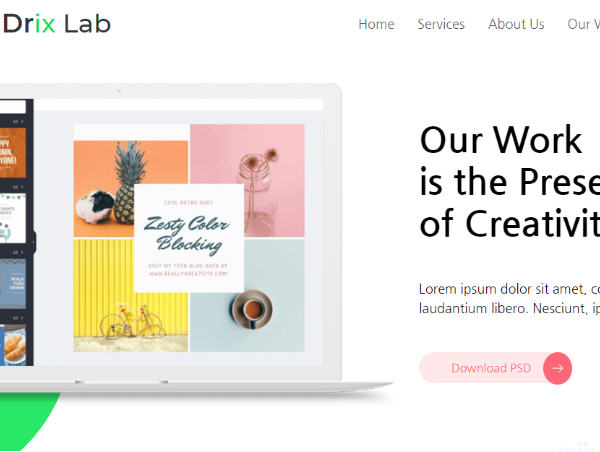 Drix Lab
Home Services About Us Our W
COOL RETRO HUES
Zesty Color
Blocking
VISIT MY TEEN BLOG OVER AT
WWW.REALLYGREATSITE.COM!
Our Work
is the Prese
of Creativit
Lorem ipsum dolor sit amet, co
laudantium libero. Nesciunt, ip
Download PSD